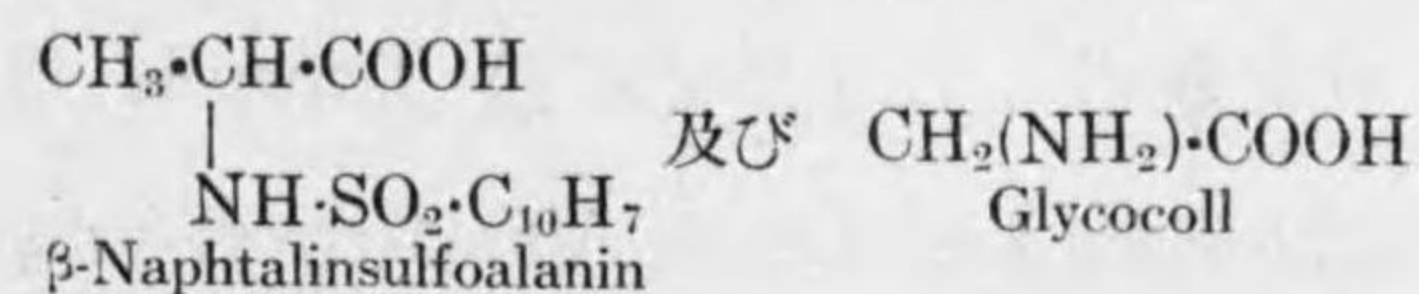 CH₃·CH·COOH
|
NH·SO₂·C₁₀H₇
β-Naphtalinsulfoalanin
及び
CH₂(NH₂)·COOH
Glycocoll